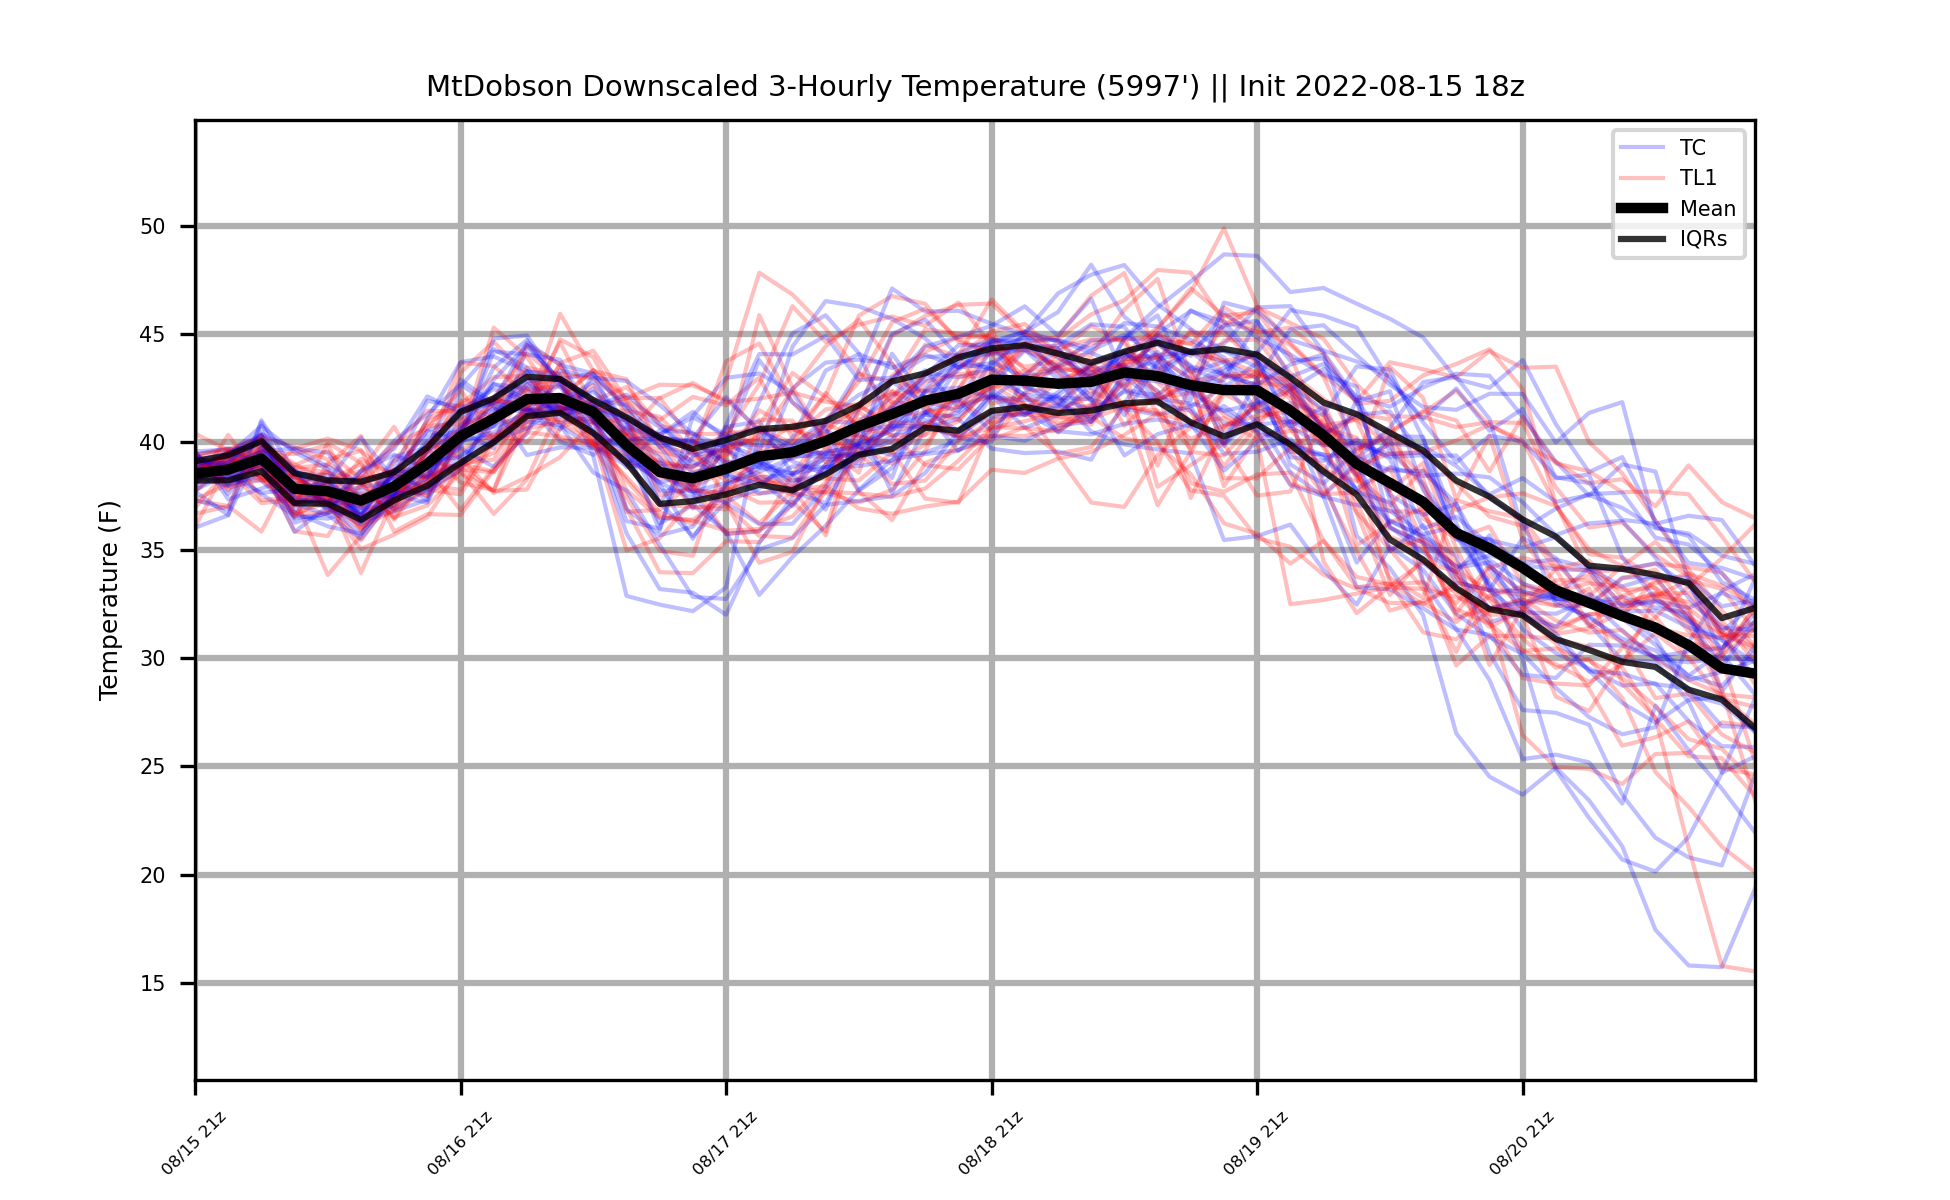 MtDobson Downscaled 3-Hourly Temperature (5997') || Init 2022-08-15 18z
TC
TL1
Mean
IQRs
Temperature (F)
50
45
40
35
30
25
20
15
08/15 21z
08/16 21z
08/17 21z
08/18 21z
08/19 21z
08/20 21z